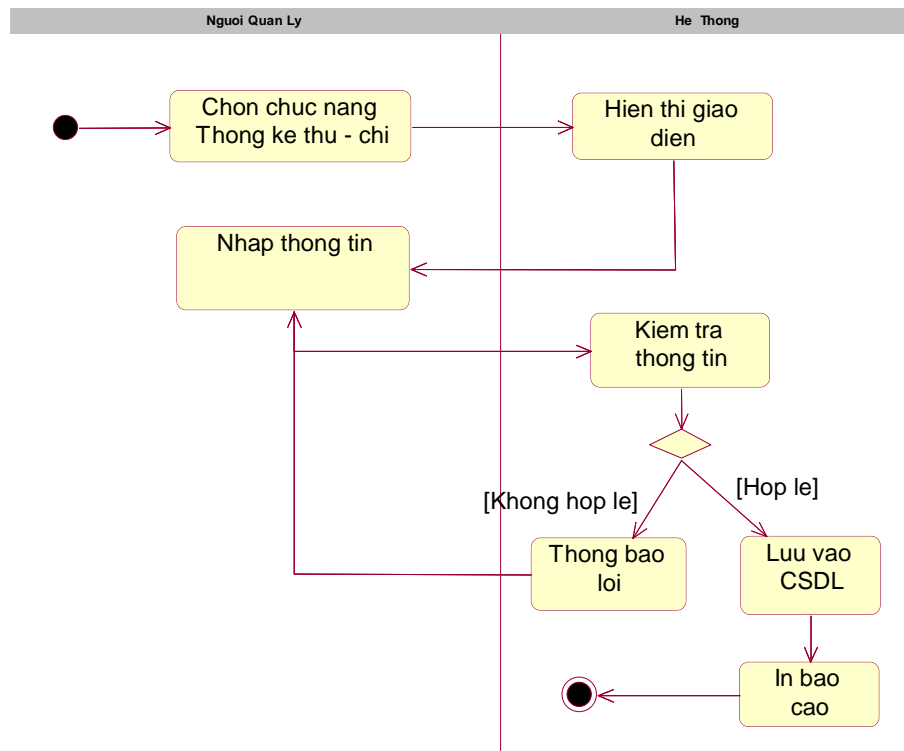 Nguoi Quan Ly
He Thong
Chon chuc nang
Thong ke thu - chi
Hien thi giao
dien
Nhap thong tin
Kiem tra
thong tin
[Khong hop le]
[Hop le]
Thong bao
loi
Luu vao
CSDL
In bao
cao